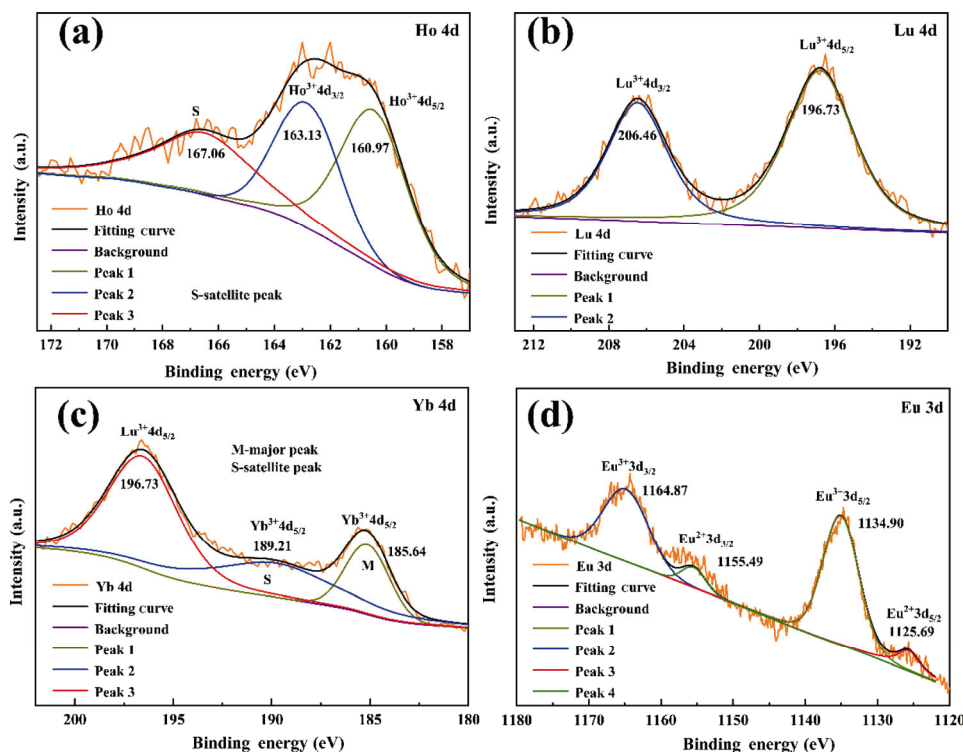 (a)
Ho 4d
S
167.06
Ho³⁺4d₃/₂
163.13
Ho³⁺4d₅/₂
160.97
Intensity (a.u.)
Ho 4d
Fitting curve
Background
Peak 1
Peak 2
Peak 3
S-satellite peak
172 170 168 166 164 162 160 158
Binding energy (eV)
(b)
Lu 4d
Lu³⁺4d₃/₂
206.46
Lu³⁺4d₅/₂
196.73
Intensity (a.u.)
Lu 4d
Fitting curve
Background
Peak 1
Peak 2
212 208 204 200 196 192
Binding energy (eV)
(c)
Yb 4d
Lu³⁺4d₅/₂
196.73
M-major peak
S-satellite peak
Yb³⁺4d₅/₂
189.21
S
Yb³⁺4d₅/₂
185.64
M
Intensity (a.u.)
Yb 4d
Fitting curve
Background
Peak 1
Peak 2
Peak 3
200 195 190 185 180
Binding energy (eV)
(d)
Eu 3d
Eu³⁺3d₃/₂
1164.87
Eu²⁺3d₃/₂
1155.49
Eu³⁺3d₅/₂
1134.90
Eu²⁺3d₅/₂
1125.69
Intensity (a.u.)
Eu 3d
Fitting curve
Background
Peak 1
Peak 2
Peak 3
Peak 4
1180 1170 1160 1150 1140 1130 1120
Binding energy (eV)